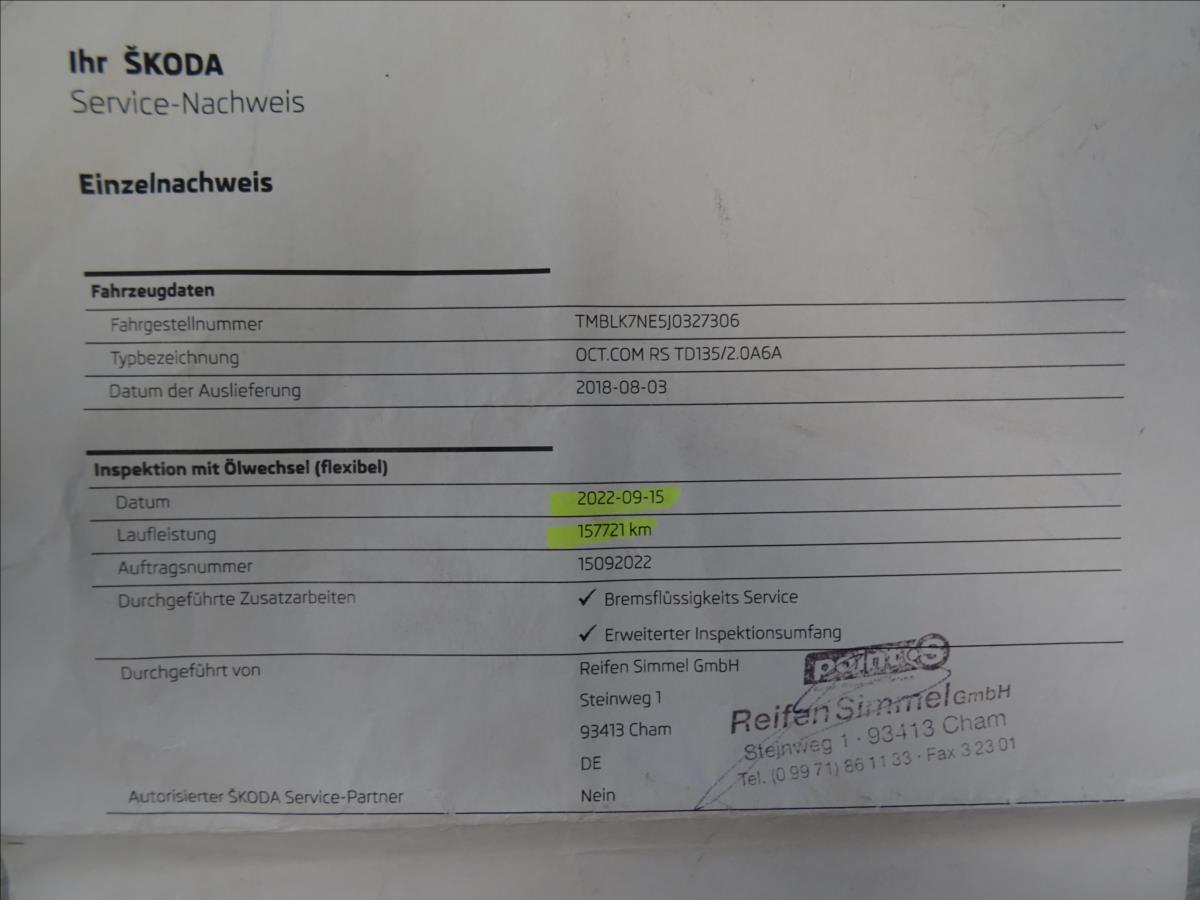 Ihr ŠKODA
Service-Nachweis
Einzelnachweis
Fahrzeugdaten
Fahrgestellnummer TMBLK7NE5J0327306
Typbezeichnung OCT.COM RS TD135/2.0A6A
Datum der Auslieferung 2018-08-03
Inspektion mit Ölwechsel (flexibel)
Datum 2022-09-15
Laufleistung 157721 km
Auftragsnummer 15092022
Durchgeführte Zusatzarbeiten ✓ Bremsflüssigkeits Service
✓ Erweiterter Inspektionsumfang
Durchgeführt von Reifen Simmel GmbH
Steinweg 1
93413 Cham
DE
Autorisierter ŠKODA Service-Partner Nein
Reifen Simmel GmbH
Steinweg 1 · 93413 Cham
Tel. (0 99 71) 86 11 33 · Fax 3 23 01